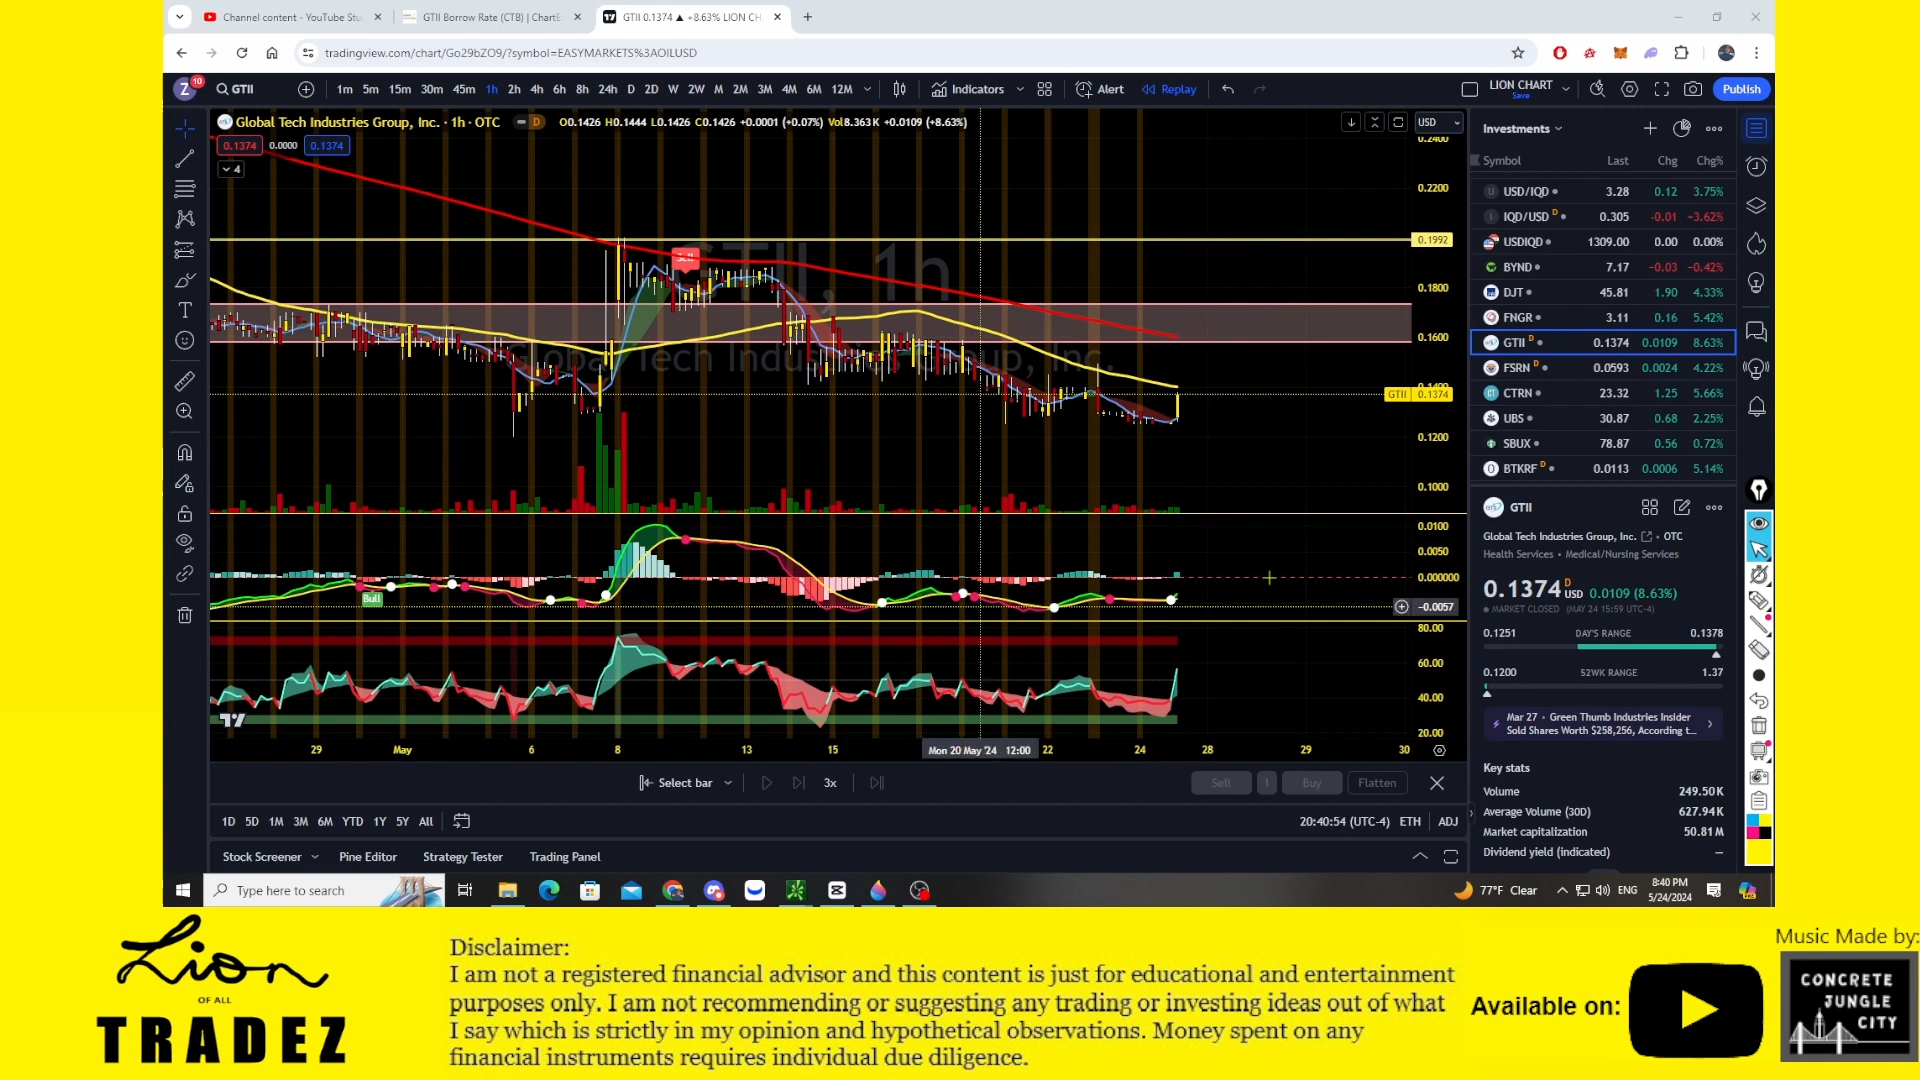 Channel content - YouTube Stu
GTII Borrow Rate (CTB) | ChartE
GTII 0.1374 ▲ +8.63% LION CH
tradingview.com/chart/Go29bZO9/?symbol=EASYMARKETS%3AOILUSD
Z 10
GTII
1m 5m 15m 30m 45m 1h 2h 4h 6h 8h 24h D 2D W 2W M 2M 3M 4M 6M 12M
Indicators
Alert
Replay
LION CHART
Save
Publish
Global Tech Industries Group, Inc. · 1h · OTC
D
O0.1426 H0.1444 L0.1426 C0.1426 +0.0001 (+0.07%) Vol8.363K +0.0109 (+8.63%)
USD
0.1374 0.0000 0.1374
4
GTII, 1h
Global Tech Industries Group, Inc.
Sell
0.2400
0.2200
0.1992
0.1800
0.1600
0.1400
GTII 0.1374
0.1200
0.1000
Bull
0.0100
0.0050
0.000000
−0.0057
80.00
60.00
40.00
20.00
29 May 6 8 13 15 Mon 20 May '24 12:00 22 24 28 29 30
Select bar 3x
Sell 1 Buy Flatten
1D 5D 1M 3M 6M YTD 1Y 5Y All
20:40:54 (UTC-4) ETH ADJ
Stock Screener Pine Editor Strategy Tester Trading Panel
Investments
Symbol Last Chg Chg%
USD/IQD 3.28 0.12 3.75%
IQD/USD D 0.305 -0.01 −3.62%
USDIQD 1309.00 0.00 0.00%
BYND 7.17 -0.03 −0.42%
DJT 45.81 1.90 4.33%
FNGR 3.11 0.16 5.42%
GTII D 0.1374 0.0109 8.63%
FSRN D 0.0593 0.0024 4.22%
CTRN 23.32 1.25 5.66%
UBS 30.87 0.68 2.25%
SBUX 78.87 0.56 0.72%
BTKRF D 0.0113 0.0006 5.14%
GTII
Global Tech Industries Group, Inc. • OTC
Health Services • Medical/Nursing Services
0.1374 D USD 0.0109 (8.63%)
MARKET CLOSED (MAY 24 15:59 UTC-4)
0.1251 DAY'S RANGE 0.1378
0.1200 52WK RANGE 1.37
Mar 27 • Green Thumb Industries Insider
Sold Shares Worth $258,256, According t...
Key stats
Volume 249.50K
Average Volume (30D) 627.94K
Market capitalization 50.81M
Dividend yield (indicated) —
Type here to search
77°F Clear
ENG
8:40 PM
5/24/2024
Lion
OF ALL
TRADEZ
Disclaimer:
I am not a registered financial advisor and this content is just for educational and entertainment
purposes only. I am not recommending or suggesting any trading or investing ideas out of what
I say which is strictly in my opinion and hypothetical observations. Money spent on any
financial instruments requires individual due diligence.
Available on:
Music Made by:
CONCRETE
JUNGLE
CITY